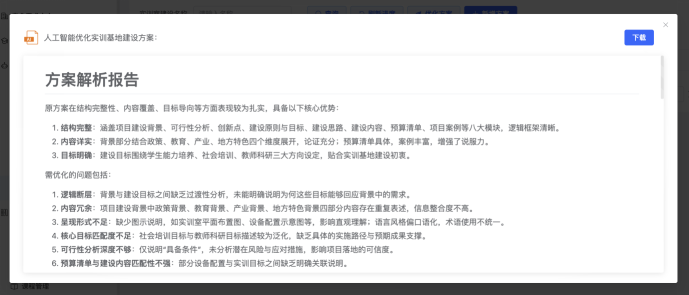 人工智能优化实训基地建设方案：
下载
方案解析报告
原方案在结构完整性、内容覆盖、目标导向等方面表现较为扎实，具备以下核心优势：
1. 结构完整：涵盖项目建设背景、可行性分析、创新点、建设原则与目标、建设思路、建设内容、预算清单、项目案例等八大模块，逻辑框架清晰。
2. 内容详实：背景部分结合政策、教育、产业、地方特色四个维度展开，论证充分；预算清单具体，案例丰富，增强了说服力。
3. 目标明确：建设目标围绕学生能力培养、社会培训、教师科研三大方向设定，贴合实训基地建设初衷。
需优化的问题包括：
1. 逻辑断层：背景与建设目标之间缺乏过渡性分析，未能明确说明为何这些目标能够回应背景中的需求。
2. 内容冗余：项目建设背景中政策背景、教育背景、产业背景、地方特色背景四部分内容存在重复表述，信息整合度不高。
3. 呈现形式不足：缺少图示说明，如实训室平面布置图、设备配置示意图等，影响直观理解；语言风格偏口语化，术语使用不统一。
4. 核心目标匹配度不足：社会培训目标与教师科研目标描述较为泛化，缺乏具体的实施路径与预期成果支撑。
5. 可行性分析深度不够：仅说明“具备条件”，未分析潜在风险与应对措施，影响项目落地的可信度。
6. 预算清单与建设内容匹配性不强：部分设备配置与实训目标之间缺乏明确关联说明。
课程管理